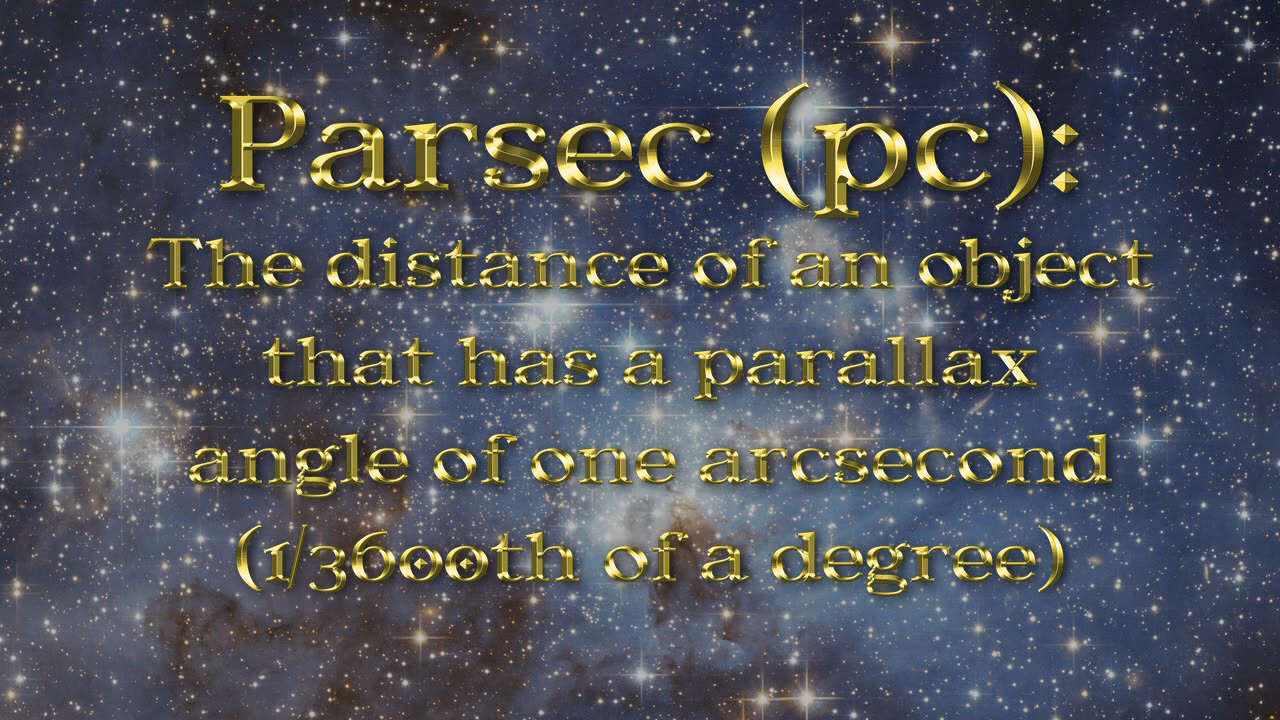 Parsec (pc):
The distance of an object
that has a parallax
angle of one arcsecond
(1/3600th of a degree)